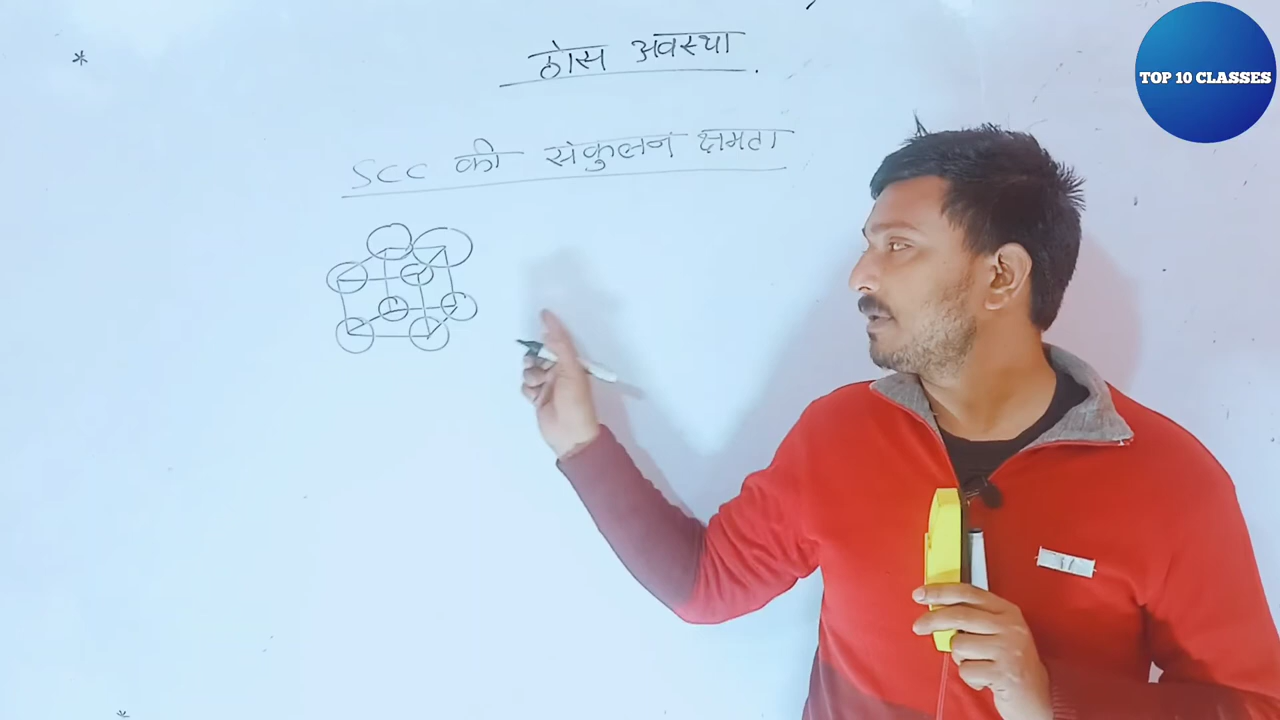 ठोस अवस्था
TOP 10 CLASSES
SCC की संकुलन क्षमता